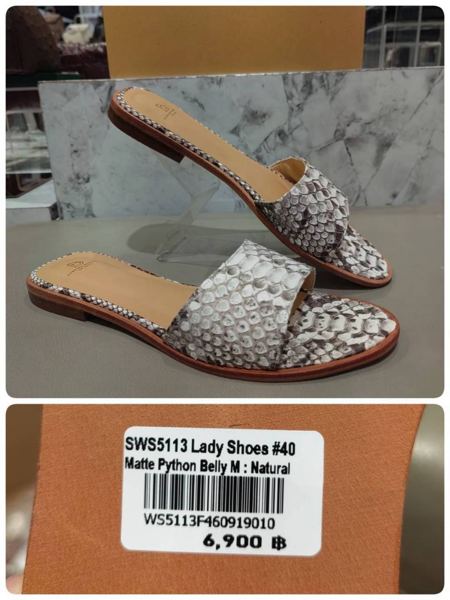 SWS5113 Lady Shoes #40
Matte Python Belly M : Natural
WS5113F460919010
6,900 ฿